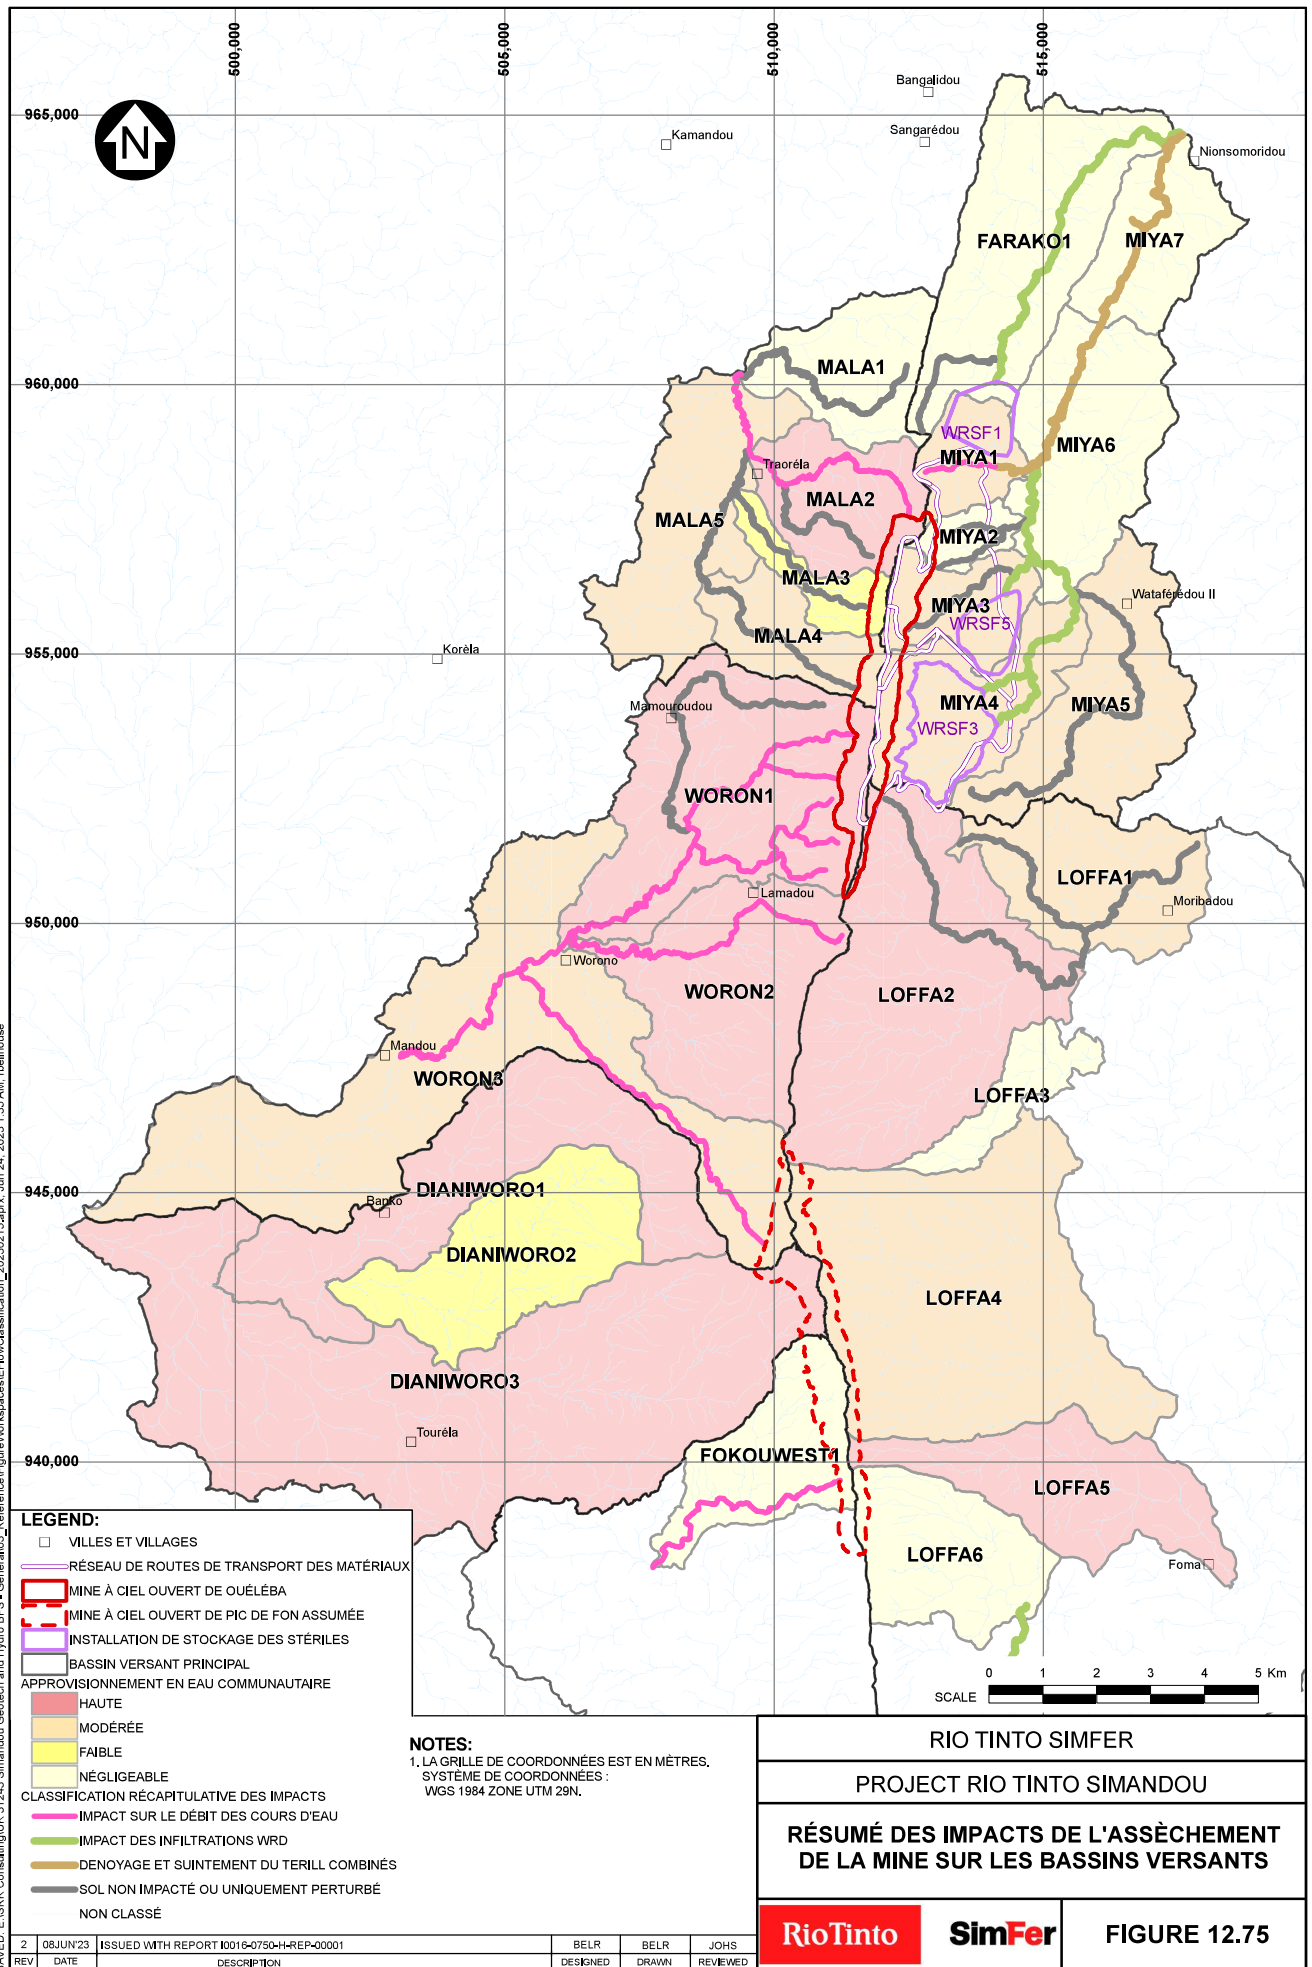 500,000
505,000
510,000
515,000
965,000
960,000
955,000
950,000
945,000
940,000
N
Bangalidou
Sangarédou
Kamandou
Nionsomoridou
FARAKO1
MIYA7
MALA1
WRSF1
MIYA1
MIYA6
Traoréla
MALA2
MALA5
MIYA2
MALA3
MIYA3
Wataférédou II
WRSF5
MALA4
Korèla
Mamouroudou
MIYA4
MIYA5
WRSF3
WORON1
LOFFA1
Lamadou
Moribadou
Worono
WORON2
LOFFA2
Mandou
WORON3
LOFFA3
DIANIWORO1
Banko
DIANIWORO2
LOFFA4
DIANIWORO3
Touréla
FOKOUWEST1
LOFFA5
LOFFA6
Foma
LEGEND:
VILLES ET VILLAGES
RÉSEAU DE ROUTES DE TRANSPORT DES MATÉRIAUX
MINE À CIEL OUVERT DE OUÉLÉBA
MINE À CIEL OUVERT DE PIC DE FON ASSUMÉE
INSTALLATION DE STOCKAGE DES STÉRILES
BASSIN VERSANT PRINCIPAL
APPROVISIONNEMENT EN EAU COMMUNAUTAIRE
HAUTE
MODÉRÉE
FAIBLE
NÉGLIGEABLE
CLASSIFICATION RÉCAPITULATIVE DES IMPACTS
IMPACT SUR LE DÉBIT DES COURS D'EAU
IMPACT DES INFILTRATIONS WRD
DENOYAGE ET SUINTEMENT DU TERILL COMBINÉS
SOL NON IMPACTÉ OU UNIQUEMENT PERTURBÉ
NON CLASSÉ
NOTES:
1. LA GRILLE DE COORDONNÉES EST EN MÈTRES.
SYSTÈME DE COORDONNÉES :
WGS 1984 ZONE UTM 29N.
0 1 2 3 4 5 Km
SCALE
RIO TINTO SIMFER
PROJECT RIO TINTO SIMANDOU
RÉSUMÉ DES IMPACTS DE L'ASSÈCHEMENT
DE LA MINE SUR LES BASSINS VERSANTS
RioTinto
SimFer
FIGURE 12.75
2 08JUN'23 ISSUED WITH REPORT I0016-0750-H-REP-00001 BELR BELR JOHS
REV DATE DESCRIPTION DESIGNED DRAWN REVIEWED